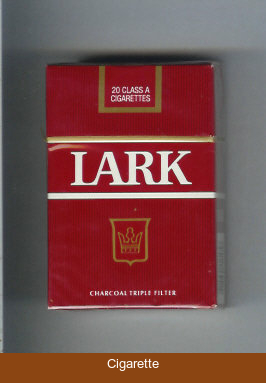 20 CLASS A
CIGARETTES
LARK
CHARCOAL TRIPLE FILTER
Cigarette